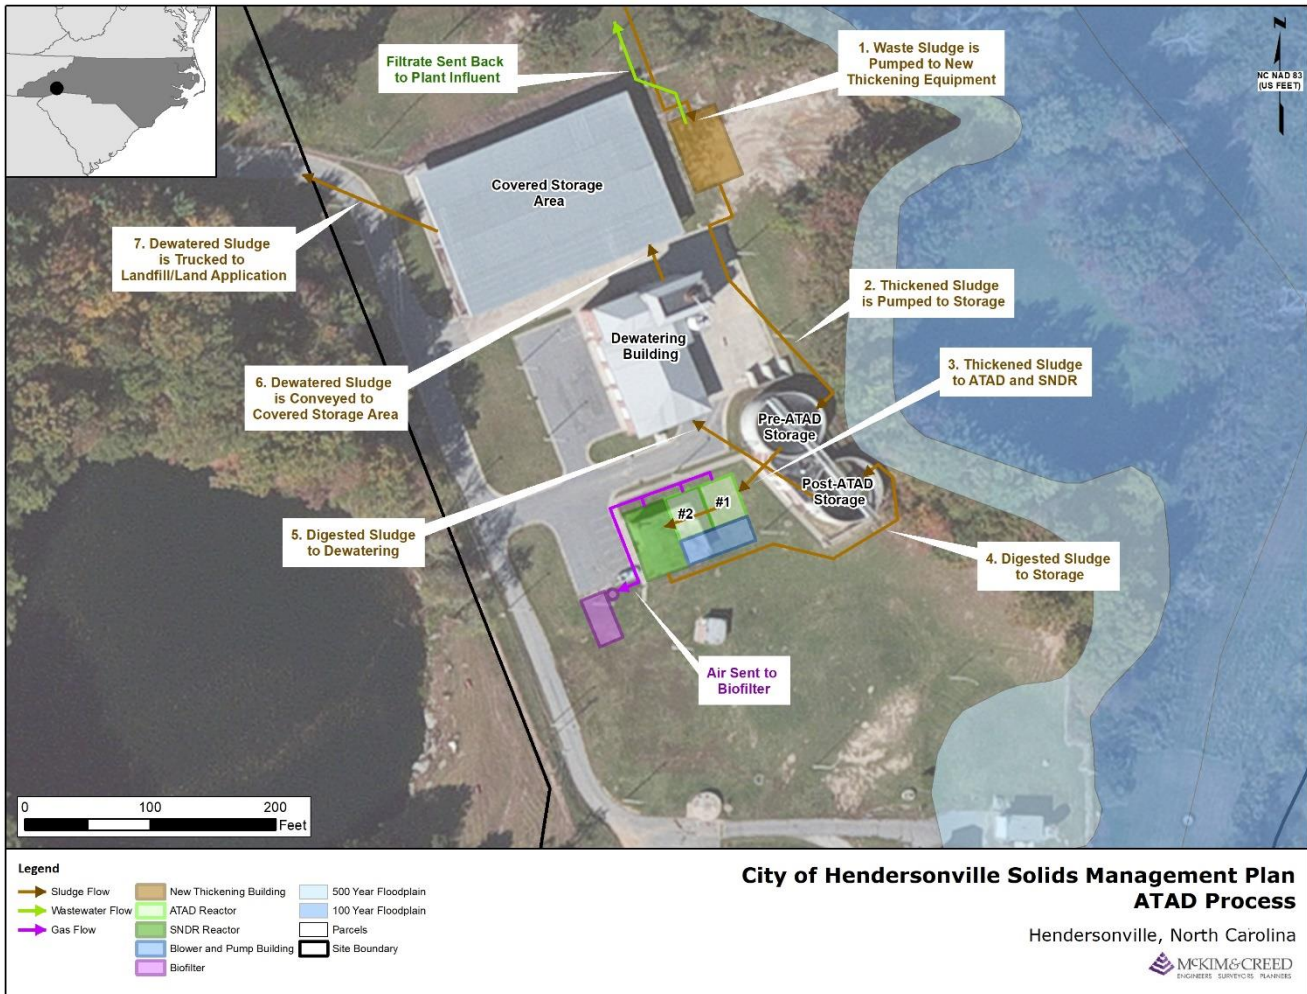 Filtrate Sent Back
to Plant Influent
1. Waste Sludge is
Pumped to New
Thickening Equipment
N
NC NAD 83
(US FEET)
Covered Storage
Area
7. Dewatered Sludge
is Trucked to
Landfill/Land Application
2. Thickened Sludge
is Pumped to Storage
Dewatering
Building
3. Thickened Sludge
to ATAD and SNDR
6. Dewatered Sludge
is Conveyed to
Covered Storage Area
Pre-ATAD
Storage
Post-ATAD
Storage
#1
#2
5. Digested Sludge
to Dewatering
4. Digested Sludge
to Storage
Air Sent to
Biofilter
0 100 200
Feet
Legend
Sludge Flow
Wastewater Flow
Gas Flow
New Thickening Building
ATAD Reactor
SNDR Reactor
Blower and Pump Building
Biofilter
500 Year Floodplain
100 Year Floodplain
Parcels
Site Boundary
City of Hendersonville Solids Management Plan
ATAD Process
Hendersonville, North Carolina
McKIM&CREED
ENGINEERS SURVEYORS PLANNERS